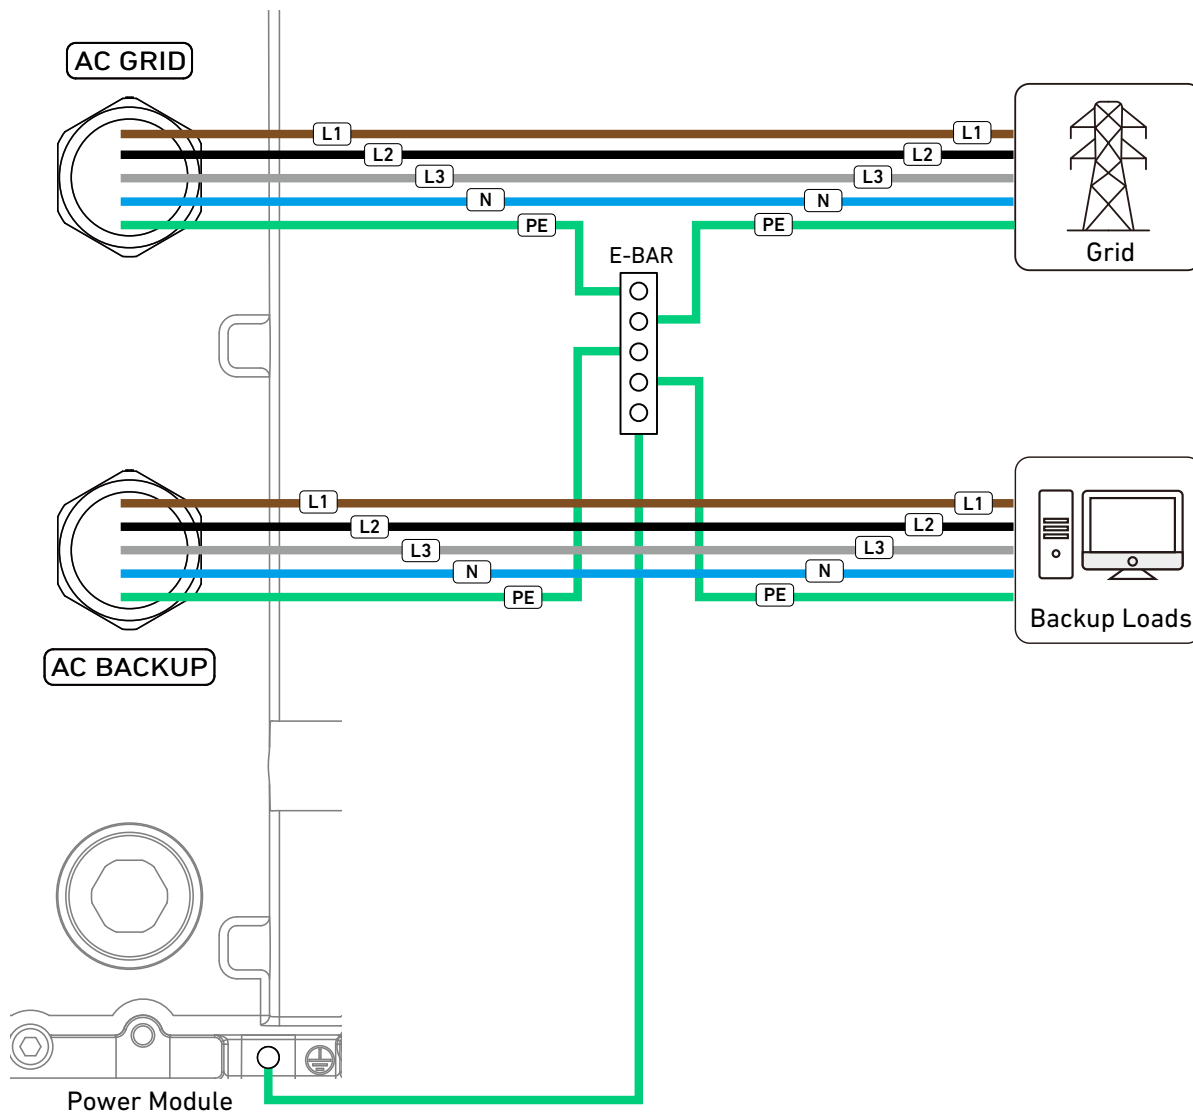 AC GRID
L1
L1
L2
L2
L3
L3
N
N
PE
PE
Grid
E-BAR
L1
L1
L2
L2
L3
L3
N
N
PE
PE
Backup Loads
AC BACKUP
Power Module